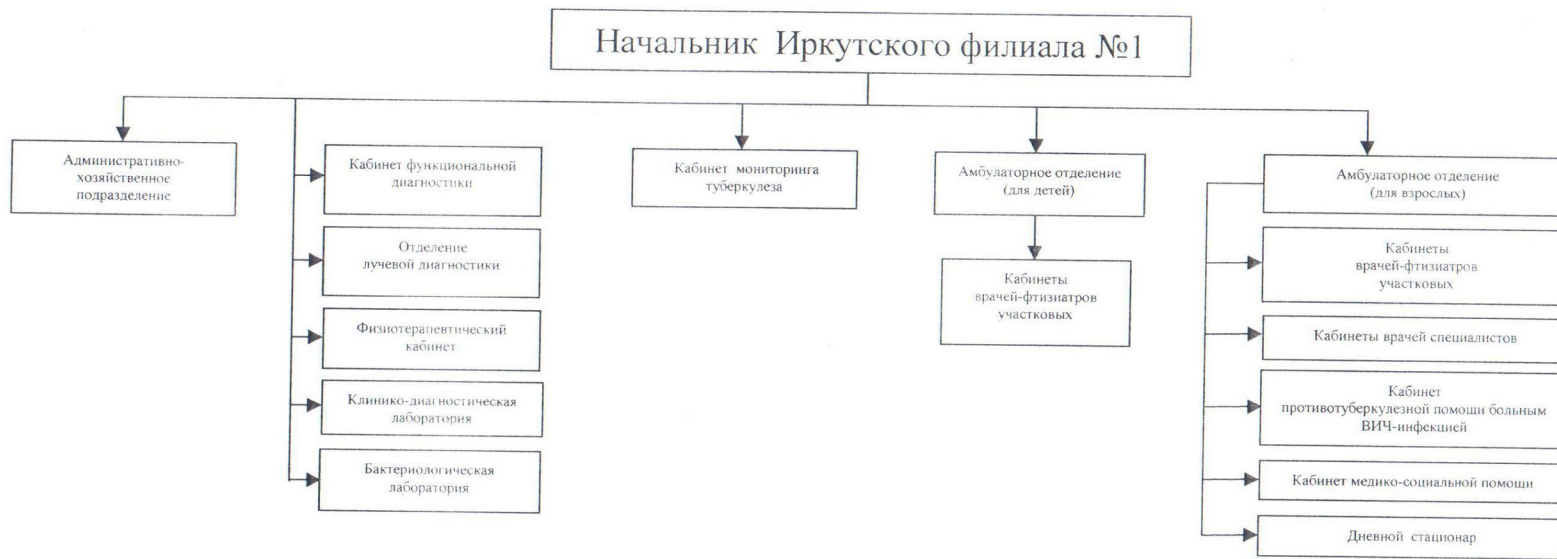 Начальник Иркутского филиала №1
Административно-
хозяйственное
подразделение
Кабинет функциональной
диагностики
Отделение
лучевой диагностики
Физиотерапевтический
кабинет
Клинико-диагностическая
лаборатория
Бактериологическая
лаборатория
Кабинет мониторинга
туберкулеза
Амбулаторное отделение
(для детей)
Кабинеты
врачей-фтизиатров
участковых
Амбулаторное отделение
(для взрослых)
Кабинеты
врачей-фтизиатров
участковых
Кабинеты врачей специалистов
Кабинет
противотуберкулезной помощи больным
ВИЧ-инфекцией
Кабинет медико-социальной помощи
Дневной стационар